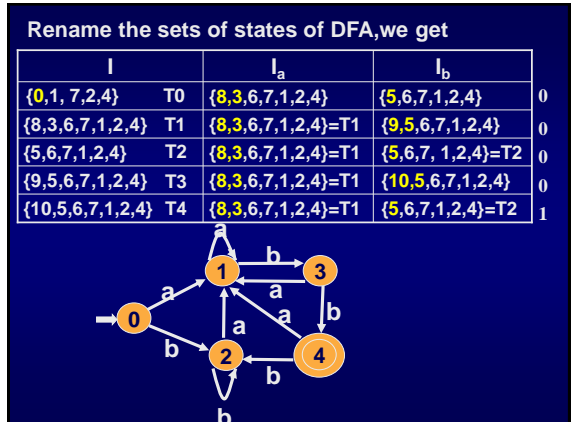 Rename the sets of states of DFA,we get
I Ia Ib
{0,1, 7,2,4} T0 {8,3,6,7,1,2,4} {5,6,7,1,2,4} 0
{8,3,6,7,1,2,4} T1 {8,3,6,7,1,2,4}=T1 {9,5,6,7,1,2,4} 0
{5,6,7,1,2,4} T2 {8,3,6,7,1,2,4}=T1 {5,6,7, 1,2,4}=T2 0
{9,5,6,7,1,2,4} T3 {8,3,6,7,1,2,4}=T1 {10,5,6,7,1,2,4} 0
{10,5,6,7,1,2,4} T4 {8,3,6,7,1,2,4}=T1 {5,6,7,1,2,4}=T2 1
a
b
1 3
a a
a b
0
a
b 2 4
b
b